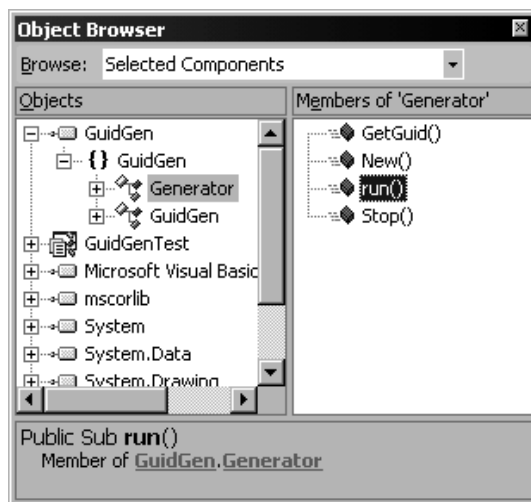 Object Browser
Browse: Selected Components
Objects
Members of 'Generator'
GuidGen
{} GuidGen
Generator
GuidGen
GuidGenTest
Microsoft Visual Basic
mscorlib
System
System.Data
System.Drawing
GetGuid()
New()
run()
Stop()
Public Sub run()
Member of GuidGen.Generator